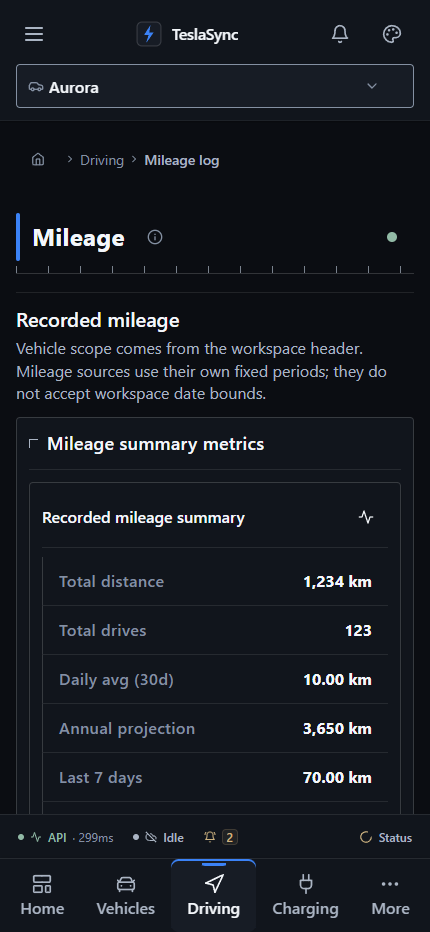 TeslaSync
Aurora
Driving
Mileage log
Mileage
Recorded mileage
Vehicle scope comes from the workspace header.
Mileage sources use their own fixed periods; they do
not accept workspace date bounds.
Mileage summary metrics
Recorded mileage summary
Total distance 1,234 km
Total drives 123
Daily avg (30d) 10.00 km
Annual projection 3,650 km
Last 7 days 70.00 km
API · 299ms Idle 2 Status
Home Vehicles Driving Charging More